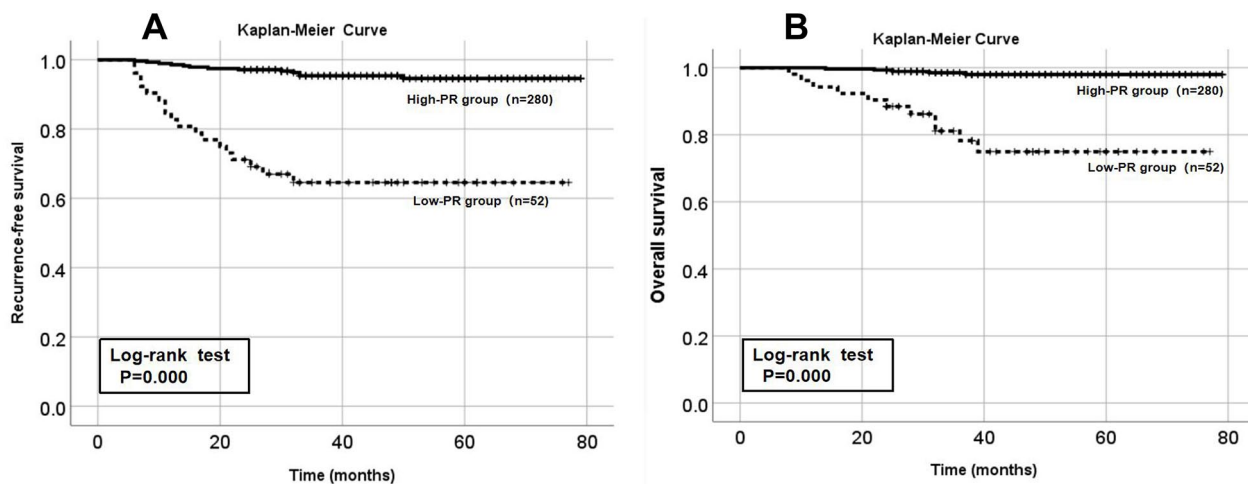 A
Kaplan-Meier Curve
Recurrence-free survival
1.0
0.8
0.6
0.4
0.2
0.0
High-PR group (n=280)
Low-PR group (n=52)
Log-rank test
P=0.000
0 20 40 60 80
Time (months)
B
Kaplan-Meier Curve
Overall survival
1.0
0.8
0.6
0.4
0.2
0.0
High-PR group (n=280)
Low-PR group (n=52)
Log-rank test
P=0.000
0 20 40 60 80
Time (months)